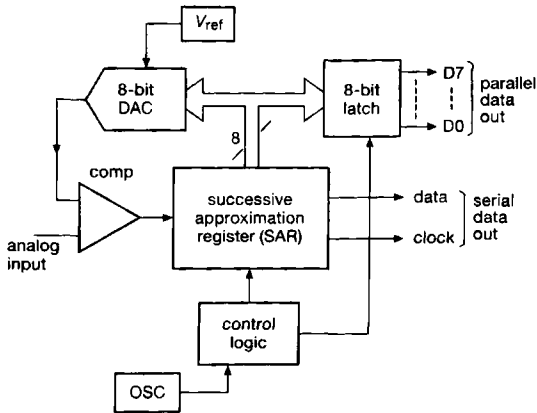 Vref
8-bit
DAC
8-bit
latch
D7
D0
parallel
data
out
8
comp
analog
input
successive
approximation
register (SAR)
data
clock
serial
data
out
control
logic
OSC